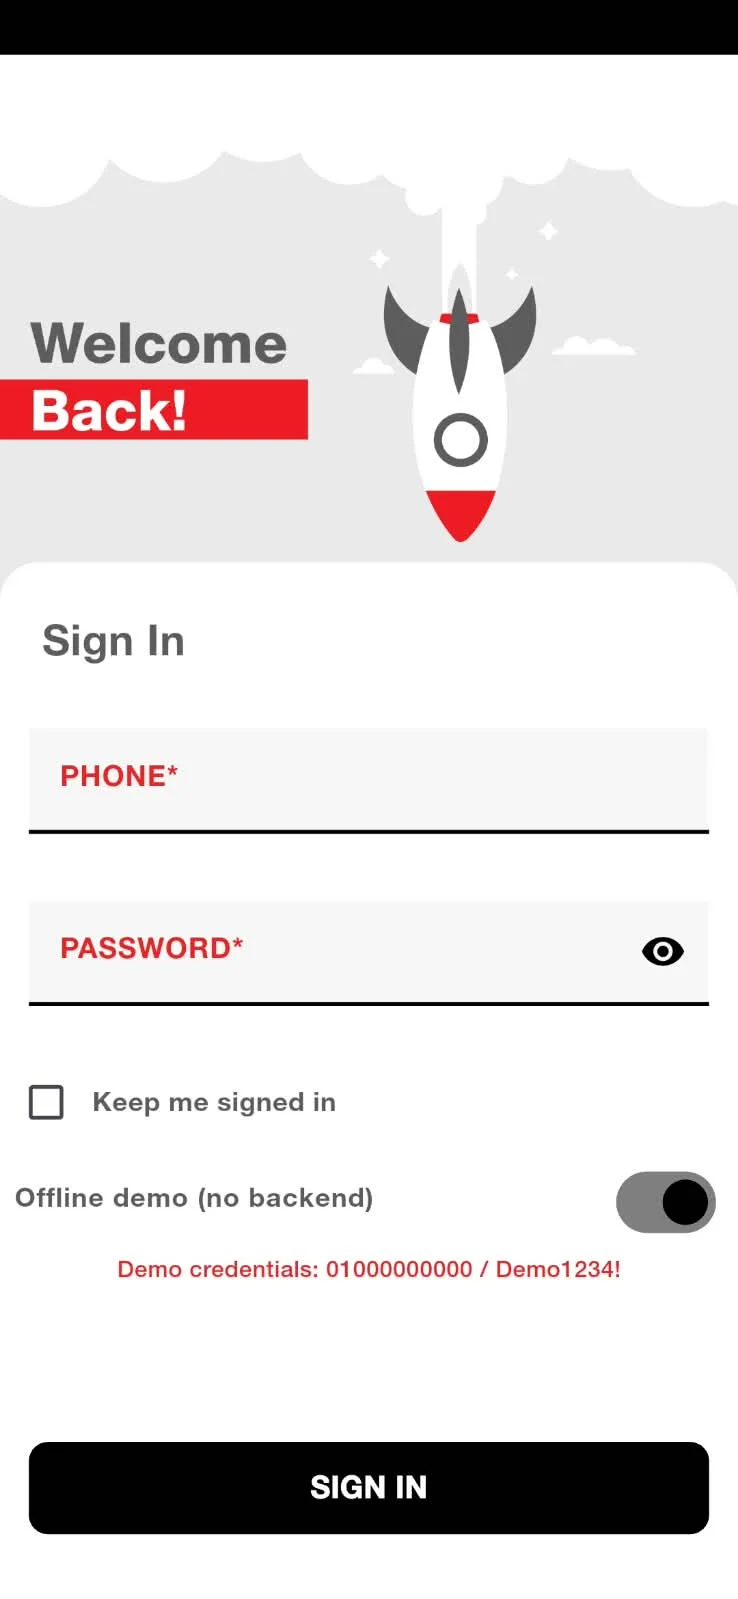 Welcome
Back!
Sign In
PHONE*
PASSWORD*
Keep me signed in
Offline demo (no backend)
Demo credentials: 01000000000 / Demo1234!
SIGN IN